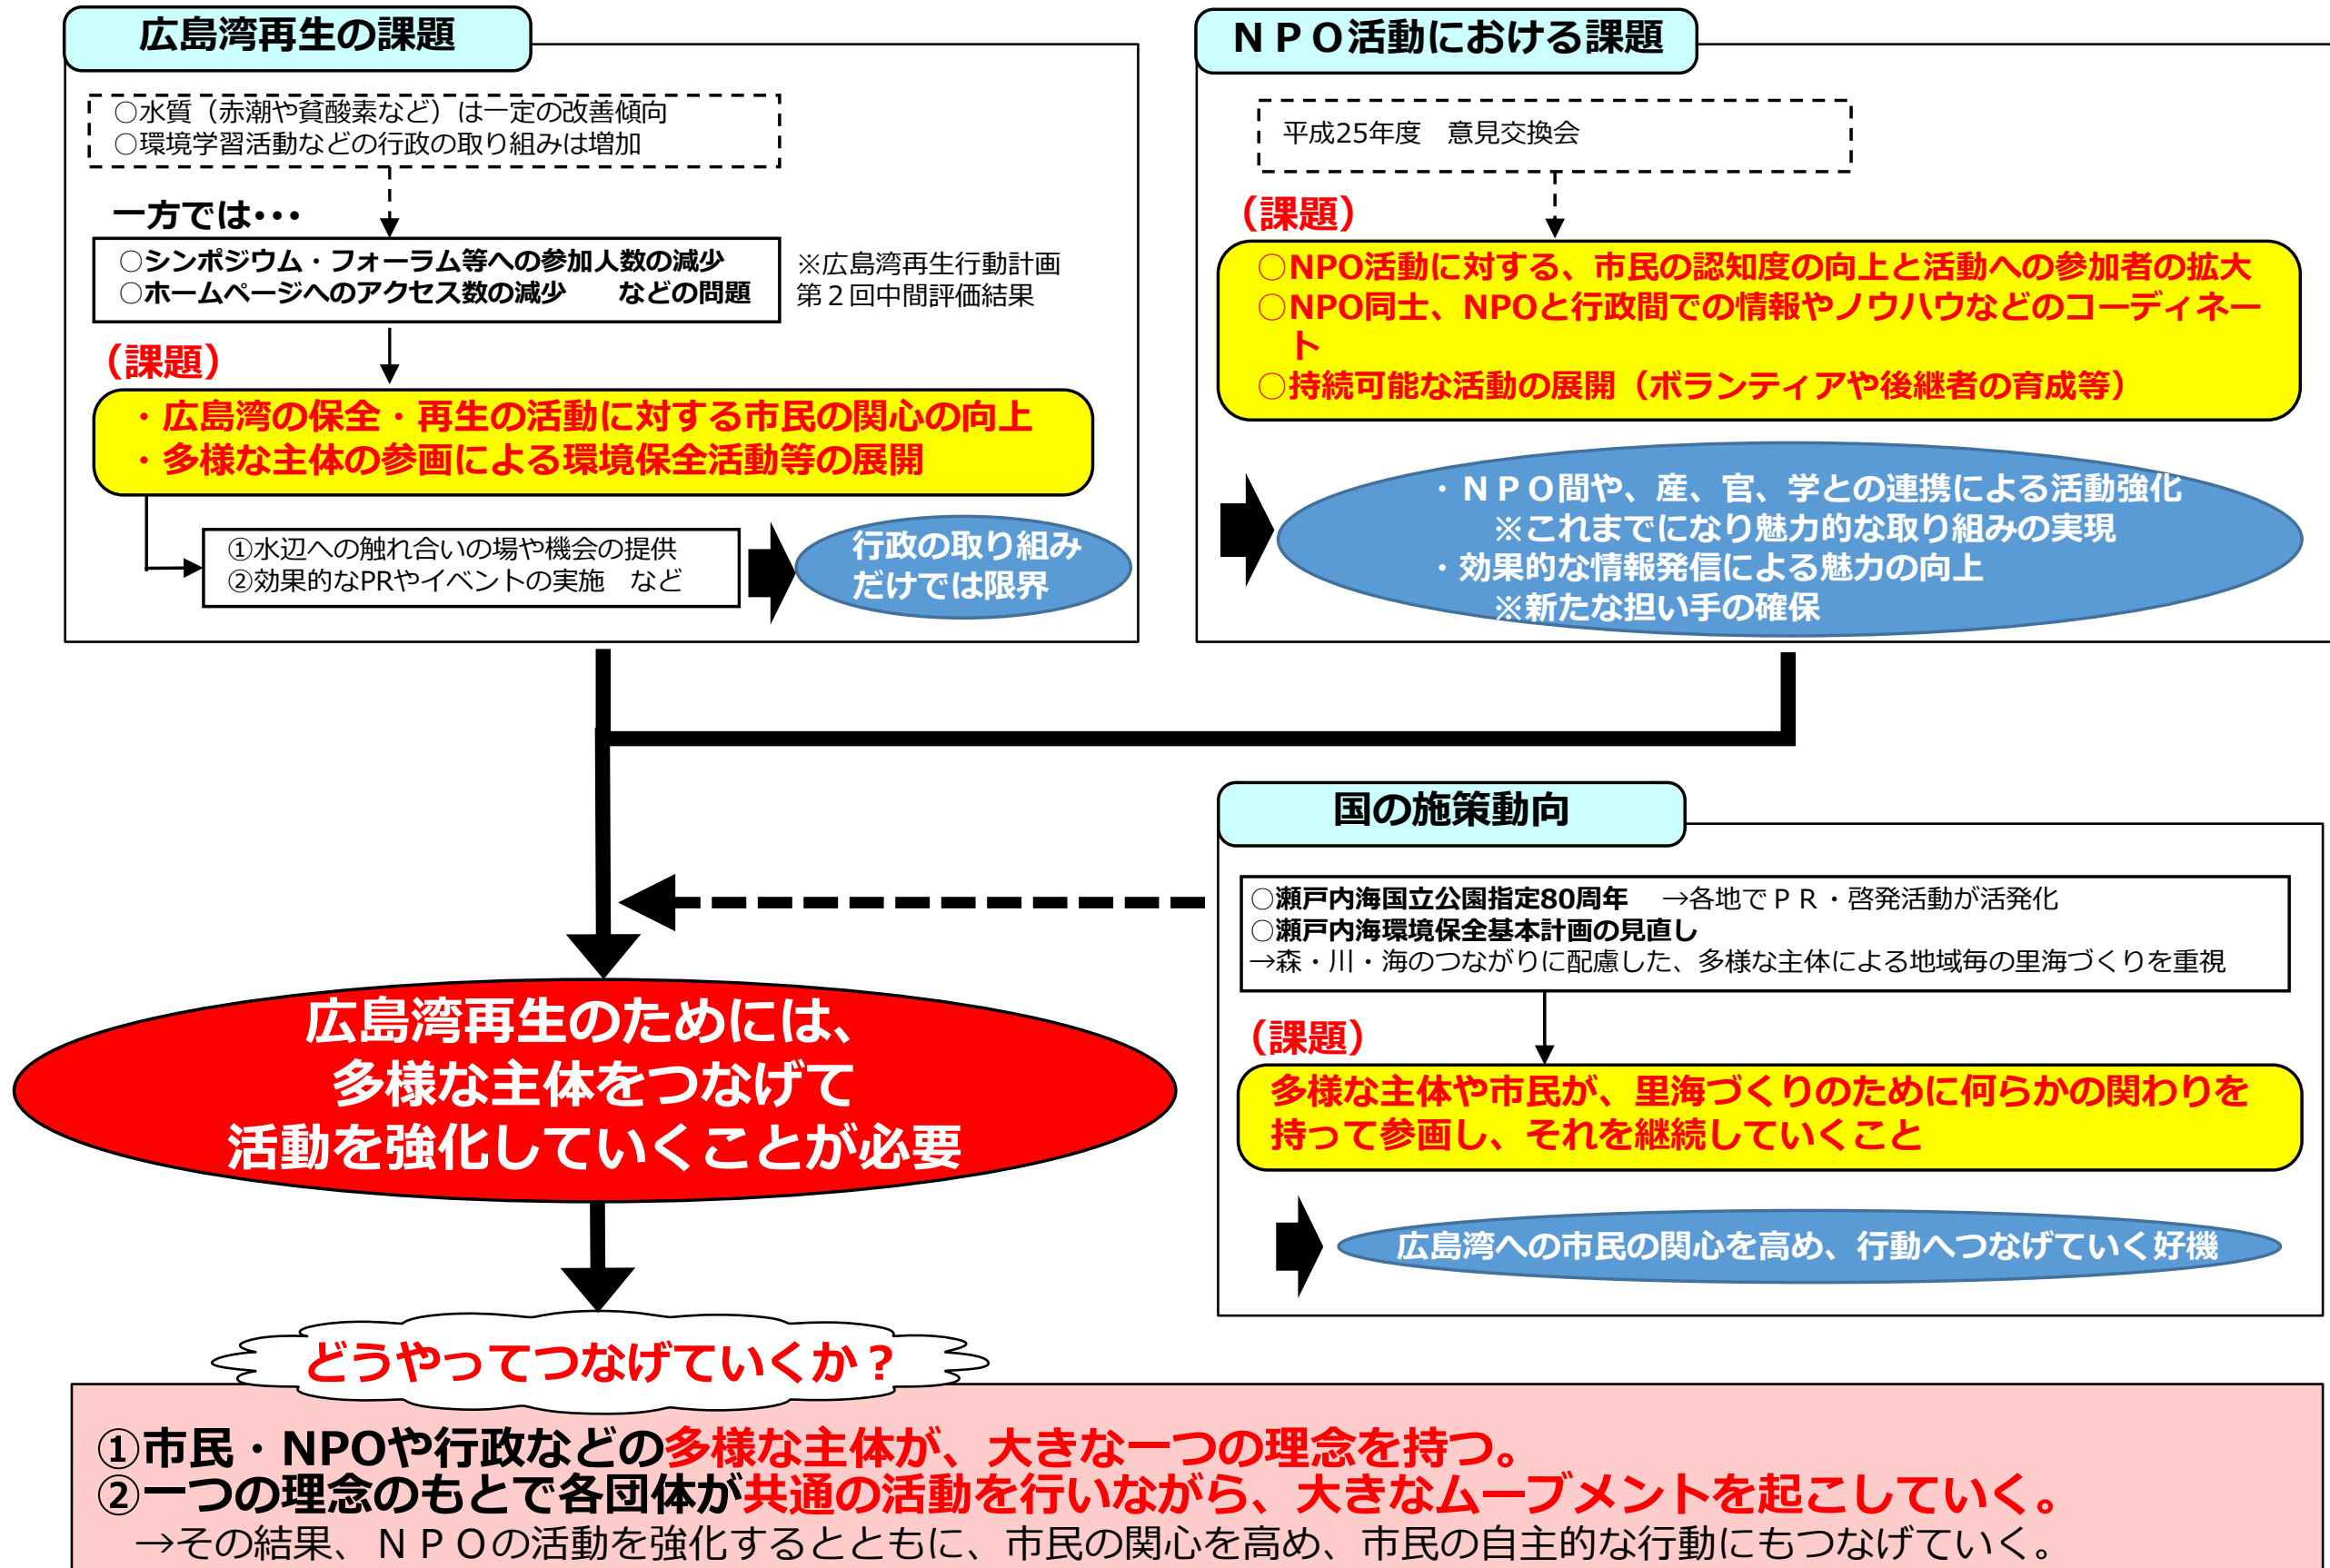 広島湾再生の課題
○水質（赤潮や貧酸素など）は一定の改善傾向
○環境学習活動などの行政の取り組みは増加
一方では・・・
○シンポジウム・フォーラム等への参加人数の減少
○ホームページへのアクセス数の減少　　などの問題
※広島湾再生行動計画
第２回中間評価結果
（課題）
・広島湾の保全・再生の活動に対する市民の関心の向上
・多様な主体の参画による環境保全活動等の展開
①水辺への触れ合いの場や機会の提供
②効果的なPRやイベントの実施　など
行政の取り組み
だけでは限界
ＮＰＯ活動における課題
平成25年度　意見交換会
（課題）
○NPO活動に対する、市民の認知度の向上と活動への参加者の拡大
○NPO同士、NPOと行政間での情報やノウハウなどのコーディネー
ト
○持続可能な活動の展開（ボランティアや後継者の育成等）
・ＮＰＯ間や、産、官、学との連携による活動強化
※これまでになり魅力的な取り組みの実現
・効果的な情報発信による魅力の向上
※新たな担い手の確保
国の施策動向
○瀬戸内海国立公園指定80周年　→各地でＰＲ・啓発活動が活発化
○瀬戸内海環境保全基本計画の見直し
→森・川・海のつながりに配慮した、多様な主体による地域毎の里海づくりを重視
（課題）
多様な主体や市民が、里海づくりのために何らかの関わりを
持って参画し、それを継続していくこと
広島湾への市民の関心を高め、行動へつなげていく好機
広島湾再生のためには、
多様な主体をつなげて
活動を強化していくことが必要
どうやってつなげていくか？
①市民・NPOや行政などの多様な主体が、大きな一つの理念を持つ。
②一つの理念のもとで各団体が共通の活動を行いながら、大きなムーブメントを起こしていく。
→その結果、ＮＰＯの活動を強化するとともに、市民の関心を高め、市民の自主的な行動にもつなげていく。